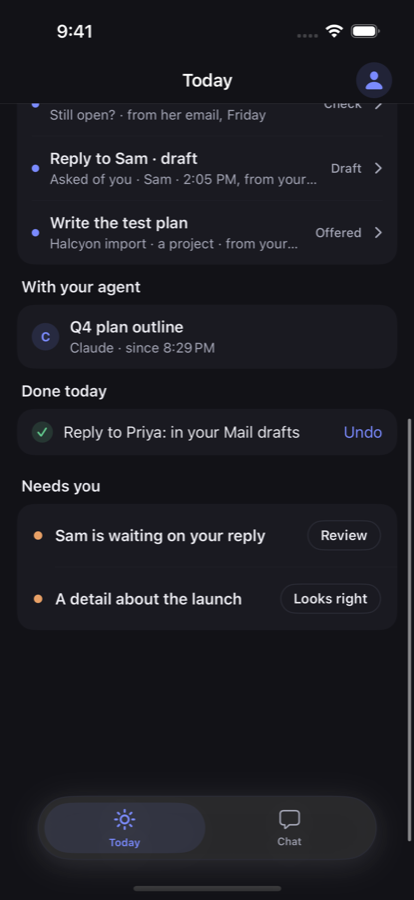 9:41
Today
Check
Still open? · from her email, Friday
Reply to Sam · draft
Asked of you · Sam · 2:05 PM, from your…
Draft
Write the test plan
Halcyon import · a project · from your…
Offered
With your agent
C
Q4 plan outline
Claude · since 8:29 PM
Done today
Reply to Priya: in your Mail drafts
Undo
Needs you
Sam is waiting on your reply
Review
A detail about the launch
Looks right
Today
Chat